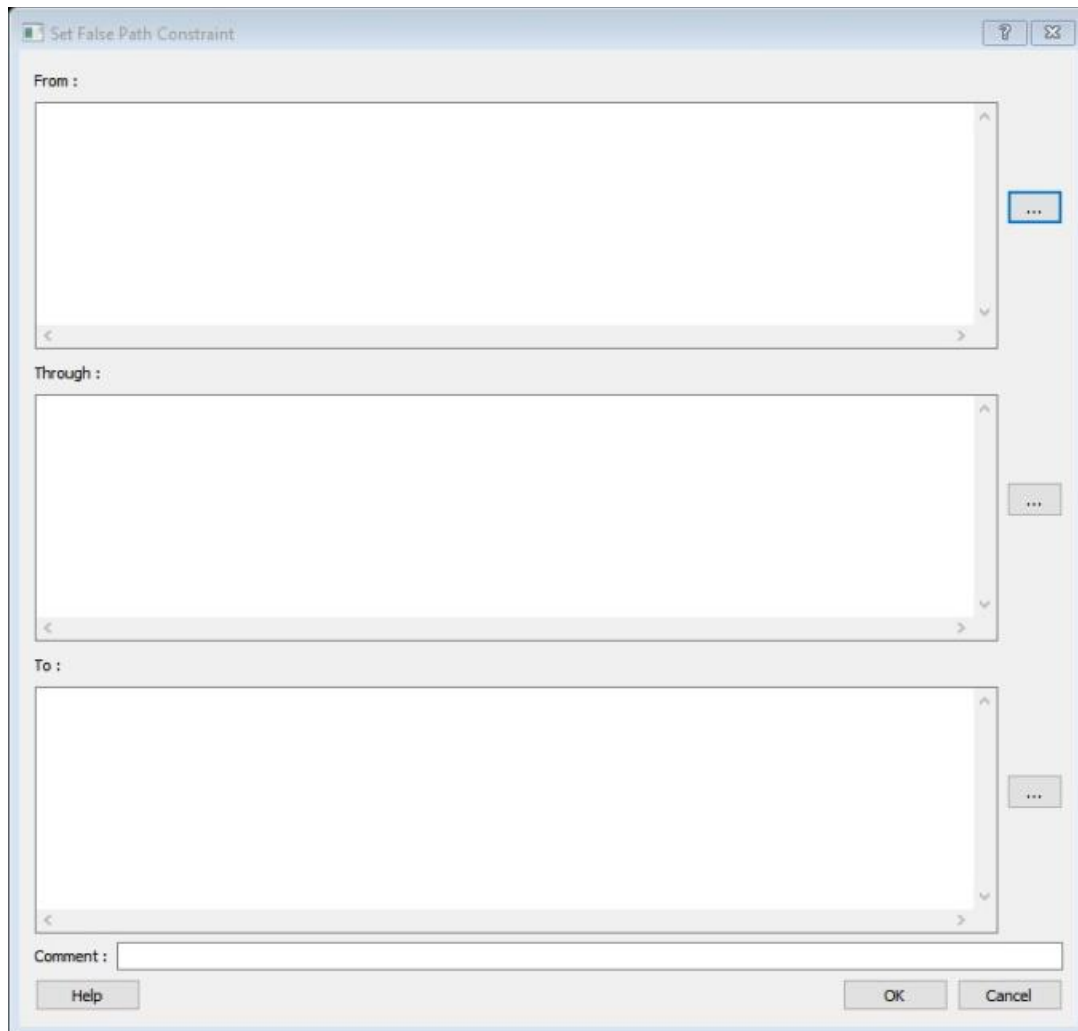 Set False Path Constraint
From :
...
Through :
...
To :
...
Comment :
Help
OK
Cancel